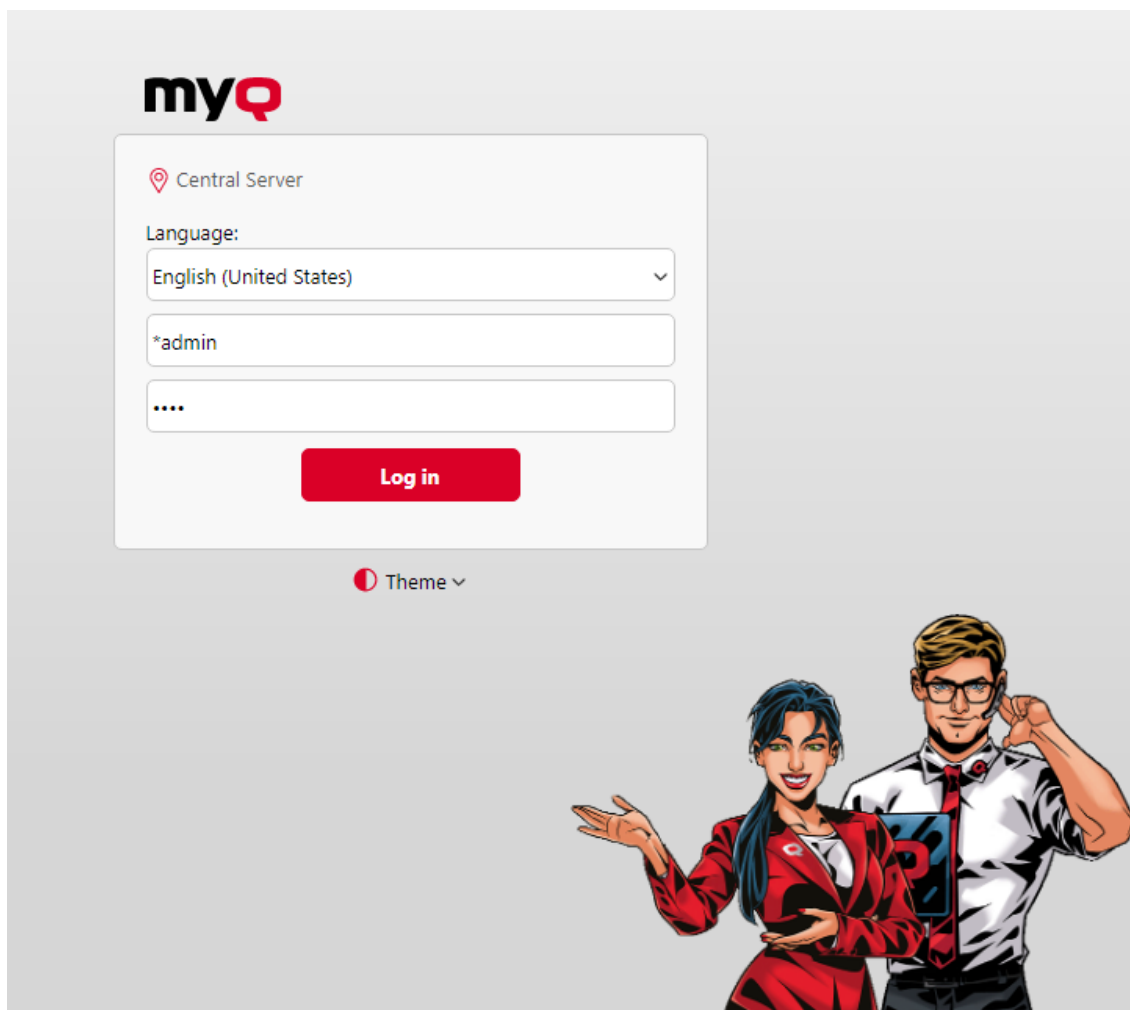 myQ
Central Server
Language:
English (United States)
*admin
••••
Log in
Theme